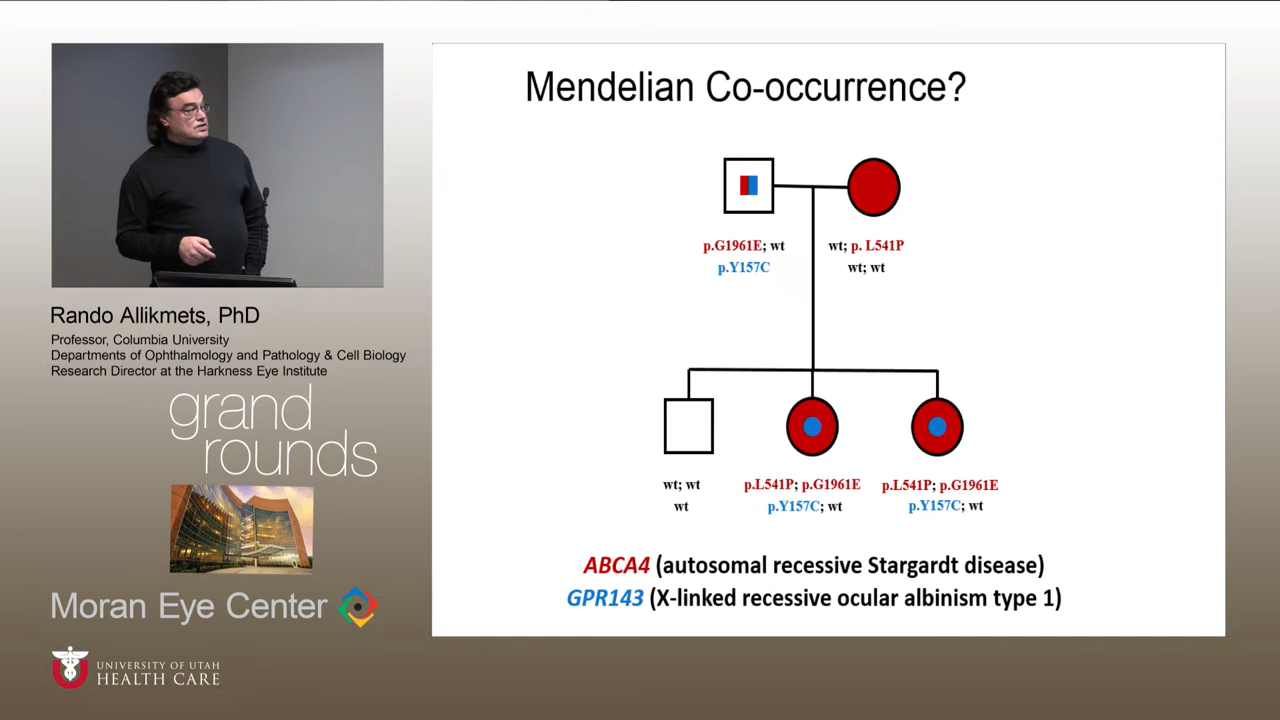 Mendelian Co-occurrence?
p.G1961E; wt
p.Y157C
wt; p. L541P
wt; wt
wt; wt
wt
p.L541P; p.G1961E
p.Y157C; wt
p.L541P; p.G1961E
p.Y157C; wt
ABCA4 (autosomal recessive Stargardt disease)
GPR143 (X-linked recessive ocular albinism type 1)
Rando Allikmets, PhD
Professor, Columbia University
Departments of Ophthalmology and Pathology & Cell Biology
Research Director at the Harkness Eye Institute
grand
rounds
Moran Eye Center
UNIVERSITY OF UTAH
HEALTH CARE